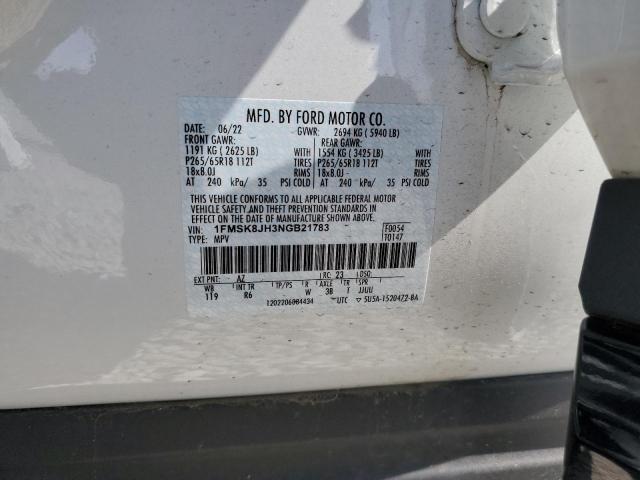 MFD. BY FORD MOTOR CO.
DATE: 06/22 GVWR: 2694 KG ( 5940 LB)
FRONT GAWR: REAR GAWR:
1191 KG ( 2625 LB) WITH 1554 KG ( 3425 LB) WITH
P265/65R18 112T TIRES P265/65R18 112T TIRES
18x8.0J RIMS 18x8.0J RIMS
AT 240 kPa/ 35 PSI COLD AT 240 kPa/ 35 PSI COLD
THIS VEHICLE CONFORMS TO ALL APPLICABLE FEDERAL MOTOR
VEHICLE SAFETY AND THEFT PREVENTION STANDARDS IN
EFFECT ON THE DATE OF MANUFACTURE SHOWN ABOVE.
VIN: 1FMSK8JH3NGB21783 F0054
TYPE: MPV T0147
EXT PNT: AZ RC: 23 DSO:
WB INT TR TP/PS R AXLE TR SPR
119 R6 W 3B T JJUU
UTC 5U5A-1520472-BA